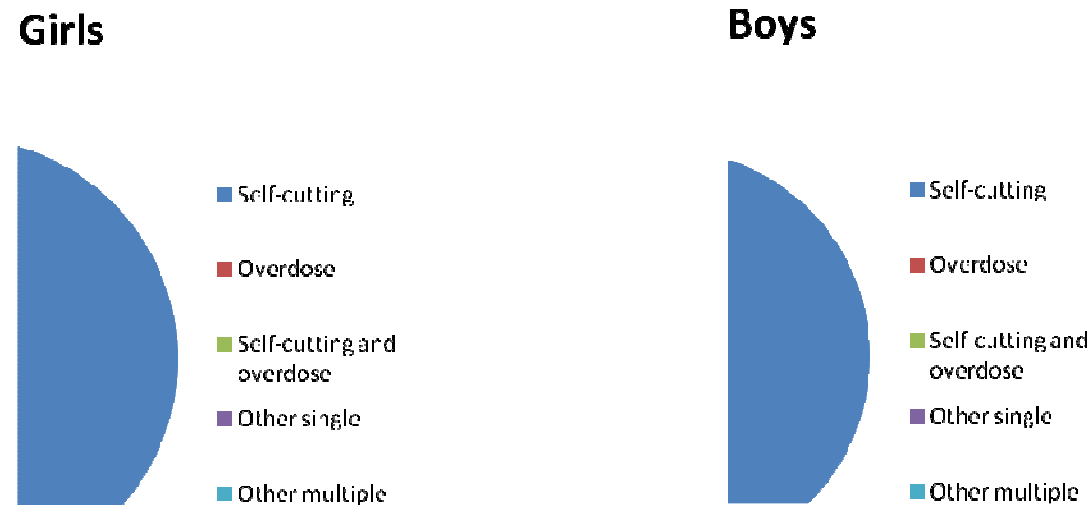 Girls
Self-cutting
Overdose
Self-cutting and
overdose
Other single
Other multiple
Boys
Self-cutting
Overdose
Self cutting and
overdose
Other single
Other multiple